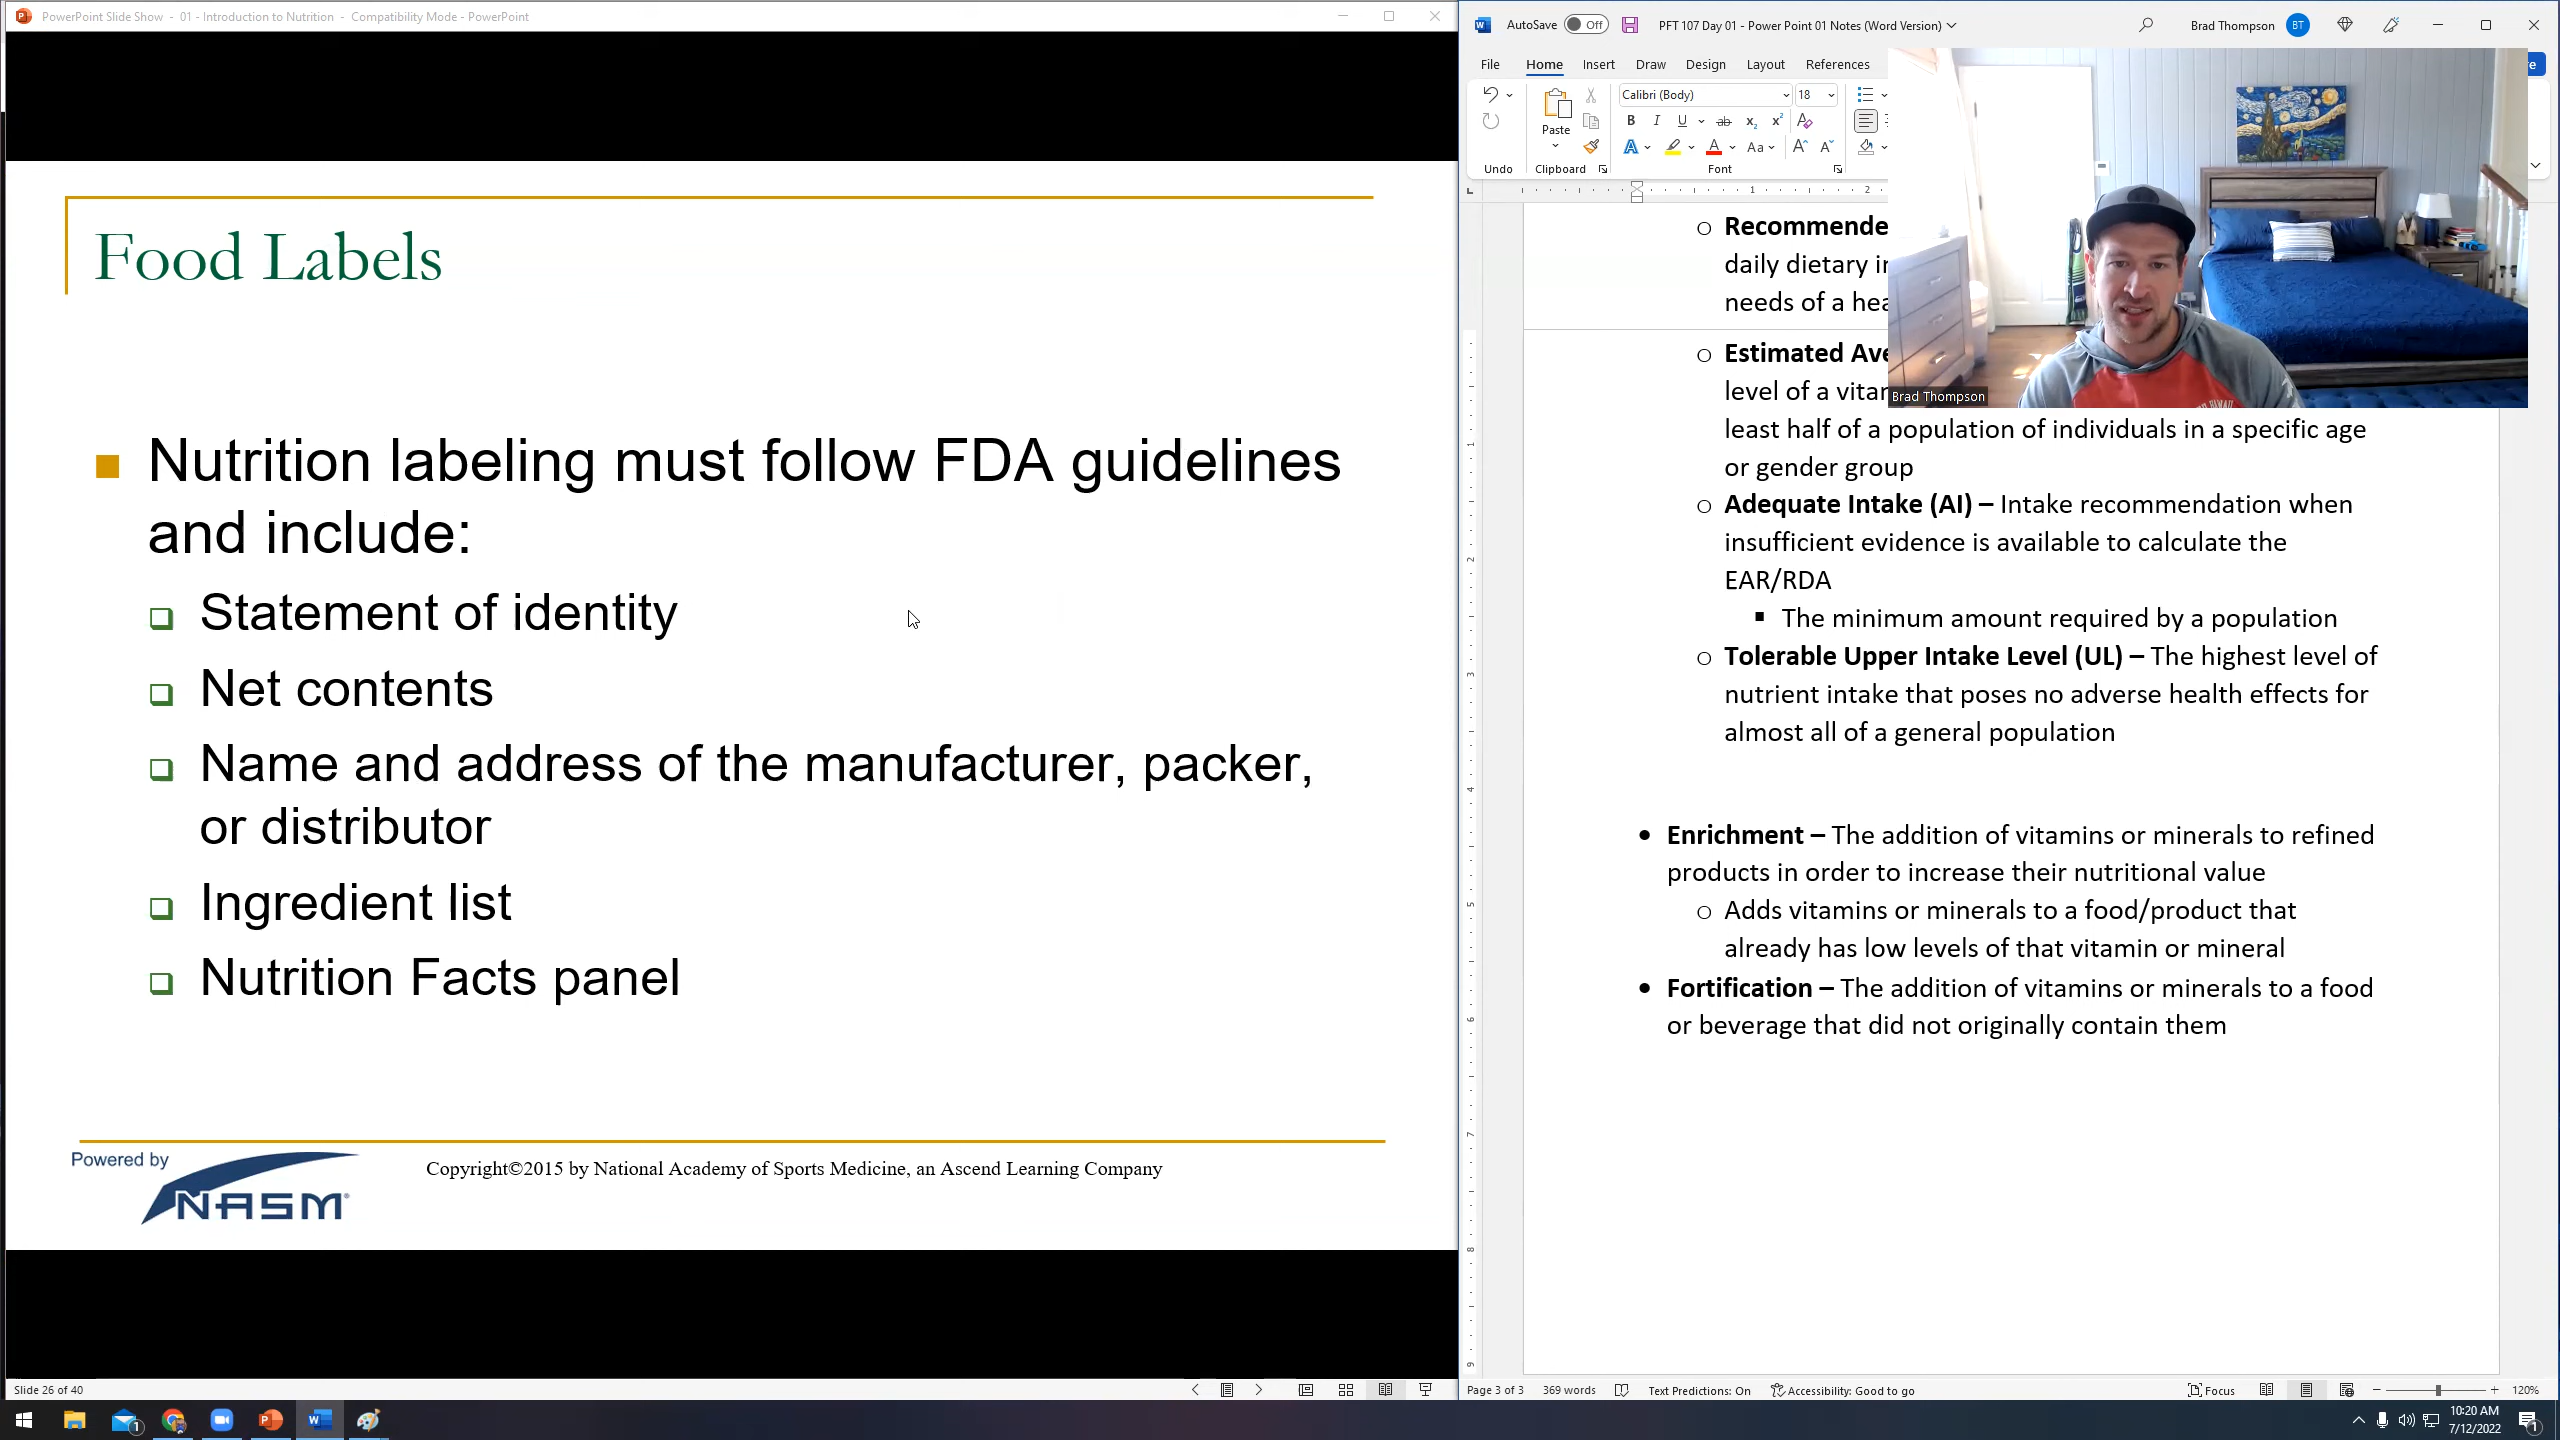 PowerPoint Slide Show - 01 - Introduction to Nutrition - Compatibility Mode - PowerPoint
Food Labels
Nutrition labeling must follow FDA guidelines
and include:
Statement of identity
Net contents
Name and address of the manufacturer, packer,
or distributor
Ingredient list
Nutrition Facts panel
Powered by
NASM
Copyright©2015 by National Academy of Sports Medicine, an Ascend Learning Company
Slide 26 of 40
AutoSave Off PFT 107 Day 01 - Power Point 01 Notes (Word Version) Brad Thompson BT
File Home Insert Draw Design Layout References
Calibri (Body) 18
Paste
Undo Clipboard Font
Recommende
daily dietary in
needs of a hea
Brad Thompson
Estimated Ave
level of a vitam
least half of a population of individuals in a specific age
or gender group
Adequate Intake (AI) – Intake recommendation when
insufficient evidence is available to calculate the
EAR/RDA
The minimum amount required by a population
Tolerable Upper Intake Level (UL) – The highest level of
nutrient intake that poses no adverse health effects for
almost all of a general population
Enrichment – The addition of vitamins or minerals to refined
products in order to increase their nutritional value
Adds vitamins or minerals to a food/product that
already has low levels of that vitamin or mineral
Fortification – The addition of vitamins or minerals to a food
or beverage that did not originally contain them
Page 3 of 3 369 words Text Predictions: On Accessibility: Good to go Focus 120%
10:20 AM
7/12/2022